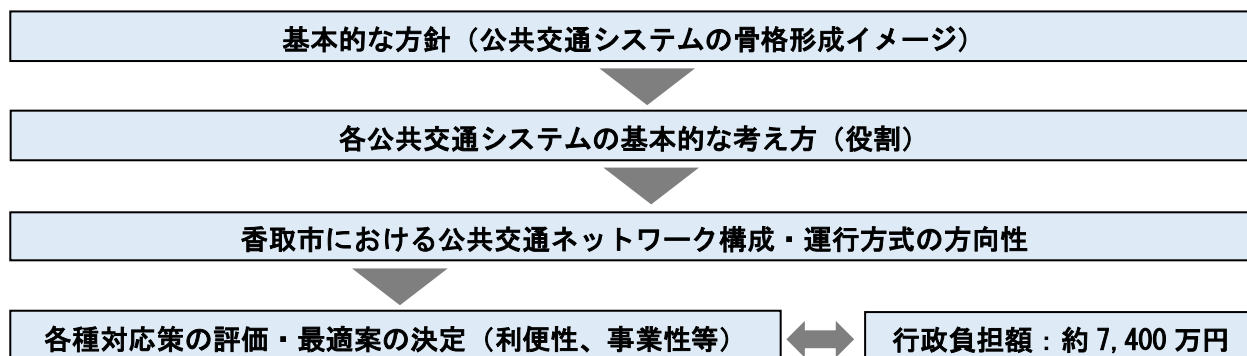 基本的な方針（公共交通システムの骨格形成イメージ）
各公共交通システムの基本的な考え方（役割）
香取市における公共交通ネットワーク構成・運行方式の方向性
各種対応策の評価・最適案の決定（利便性、事業性等）
行政負担額：約 7,400 万円